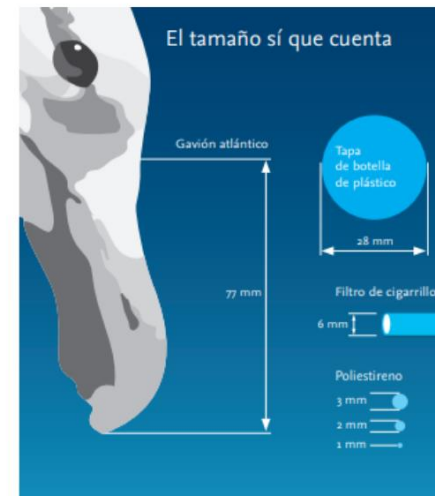 El tamaño sí que cuenta
Gavión atlántico
77 mm
Tapa
de botella
de plástico
28 mm
Filtro de cigarrillo
6 mm
Poliestireno
3 mm
2 mm
1 mm